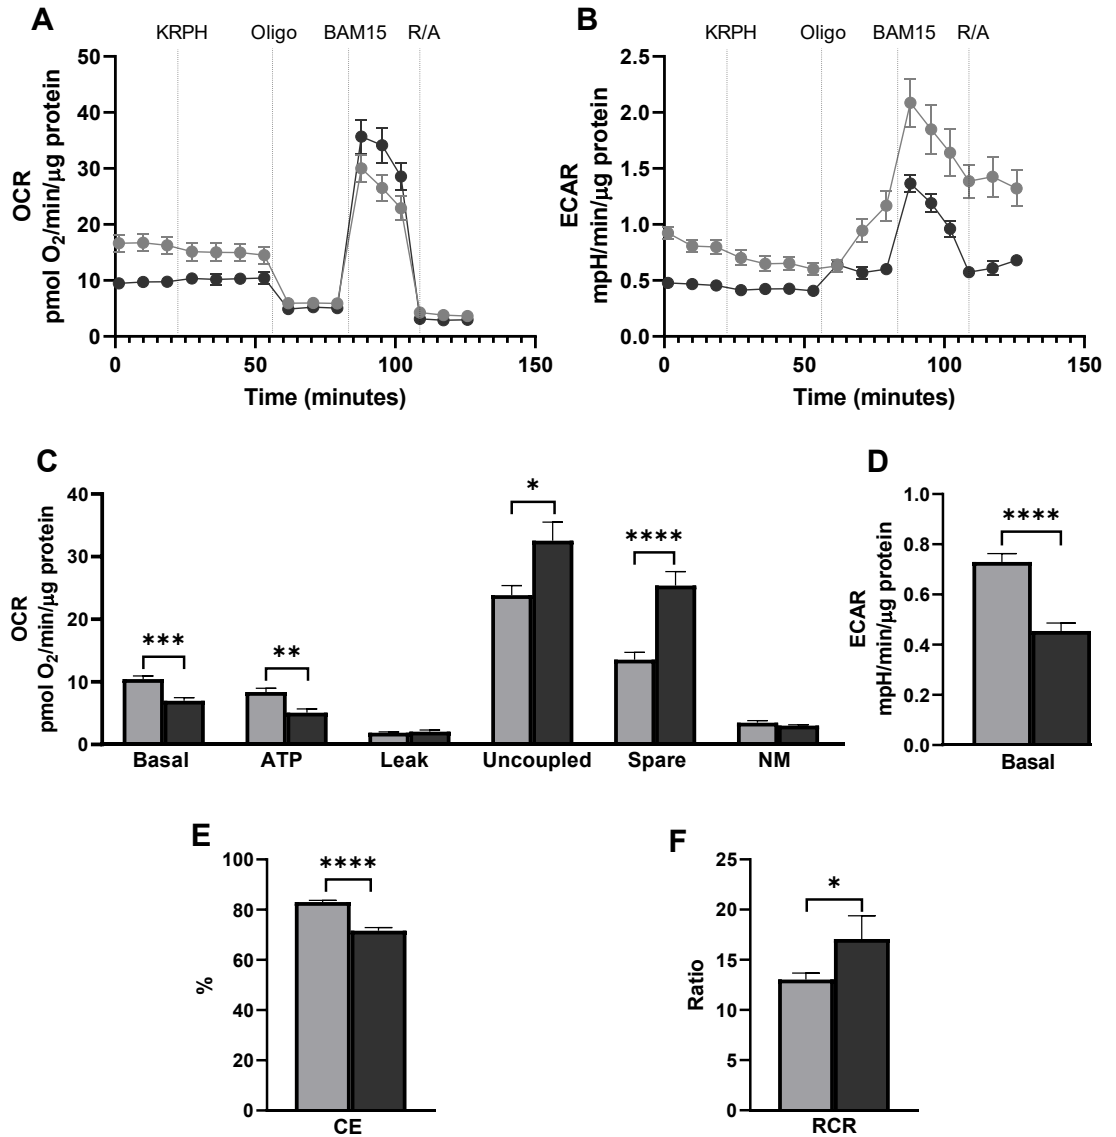 A
KRPH Oligo BAM15 R/A
50
40
30
20
10
0
OCR
pmol O₂/min/μg protein
0 50 100 150
Time (minutes)
B
KRPH Oligo BAM15 R/A
2.5
2.0
1.5
1.0
0.5
0.0
ECAR
mpH/min/μg protein
0 50 100 150
Time (minutes)
C
40
30
20
10
0
OCR
pmol O₂/min/μg protein
***
**
*
****
Basal ATP Leak Uncoupled Spare NM
D
1.0
0.8
0.6
0.4
0.2
0.0
ECAR
mpH/min/μg protein
****
Basal
E
100
80
60
40
20
0
%
****
CE
F
25
20
15
10
5
0
Ratio
*
RCR